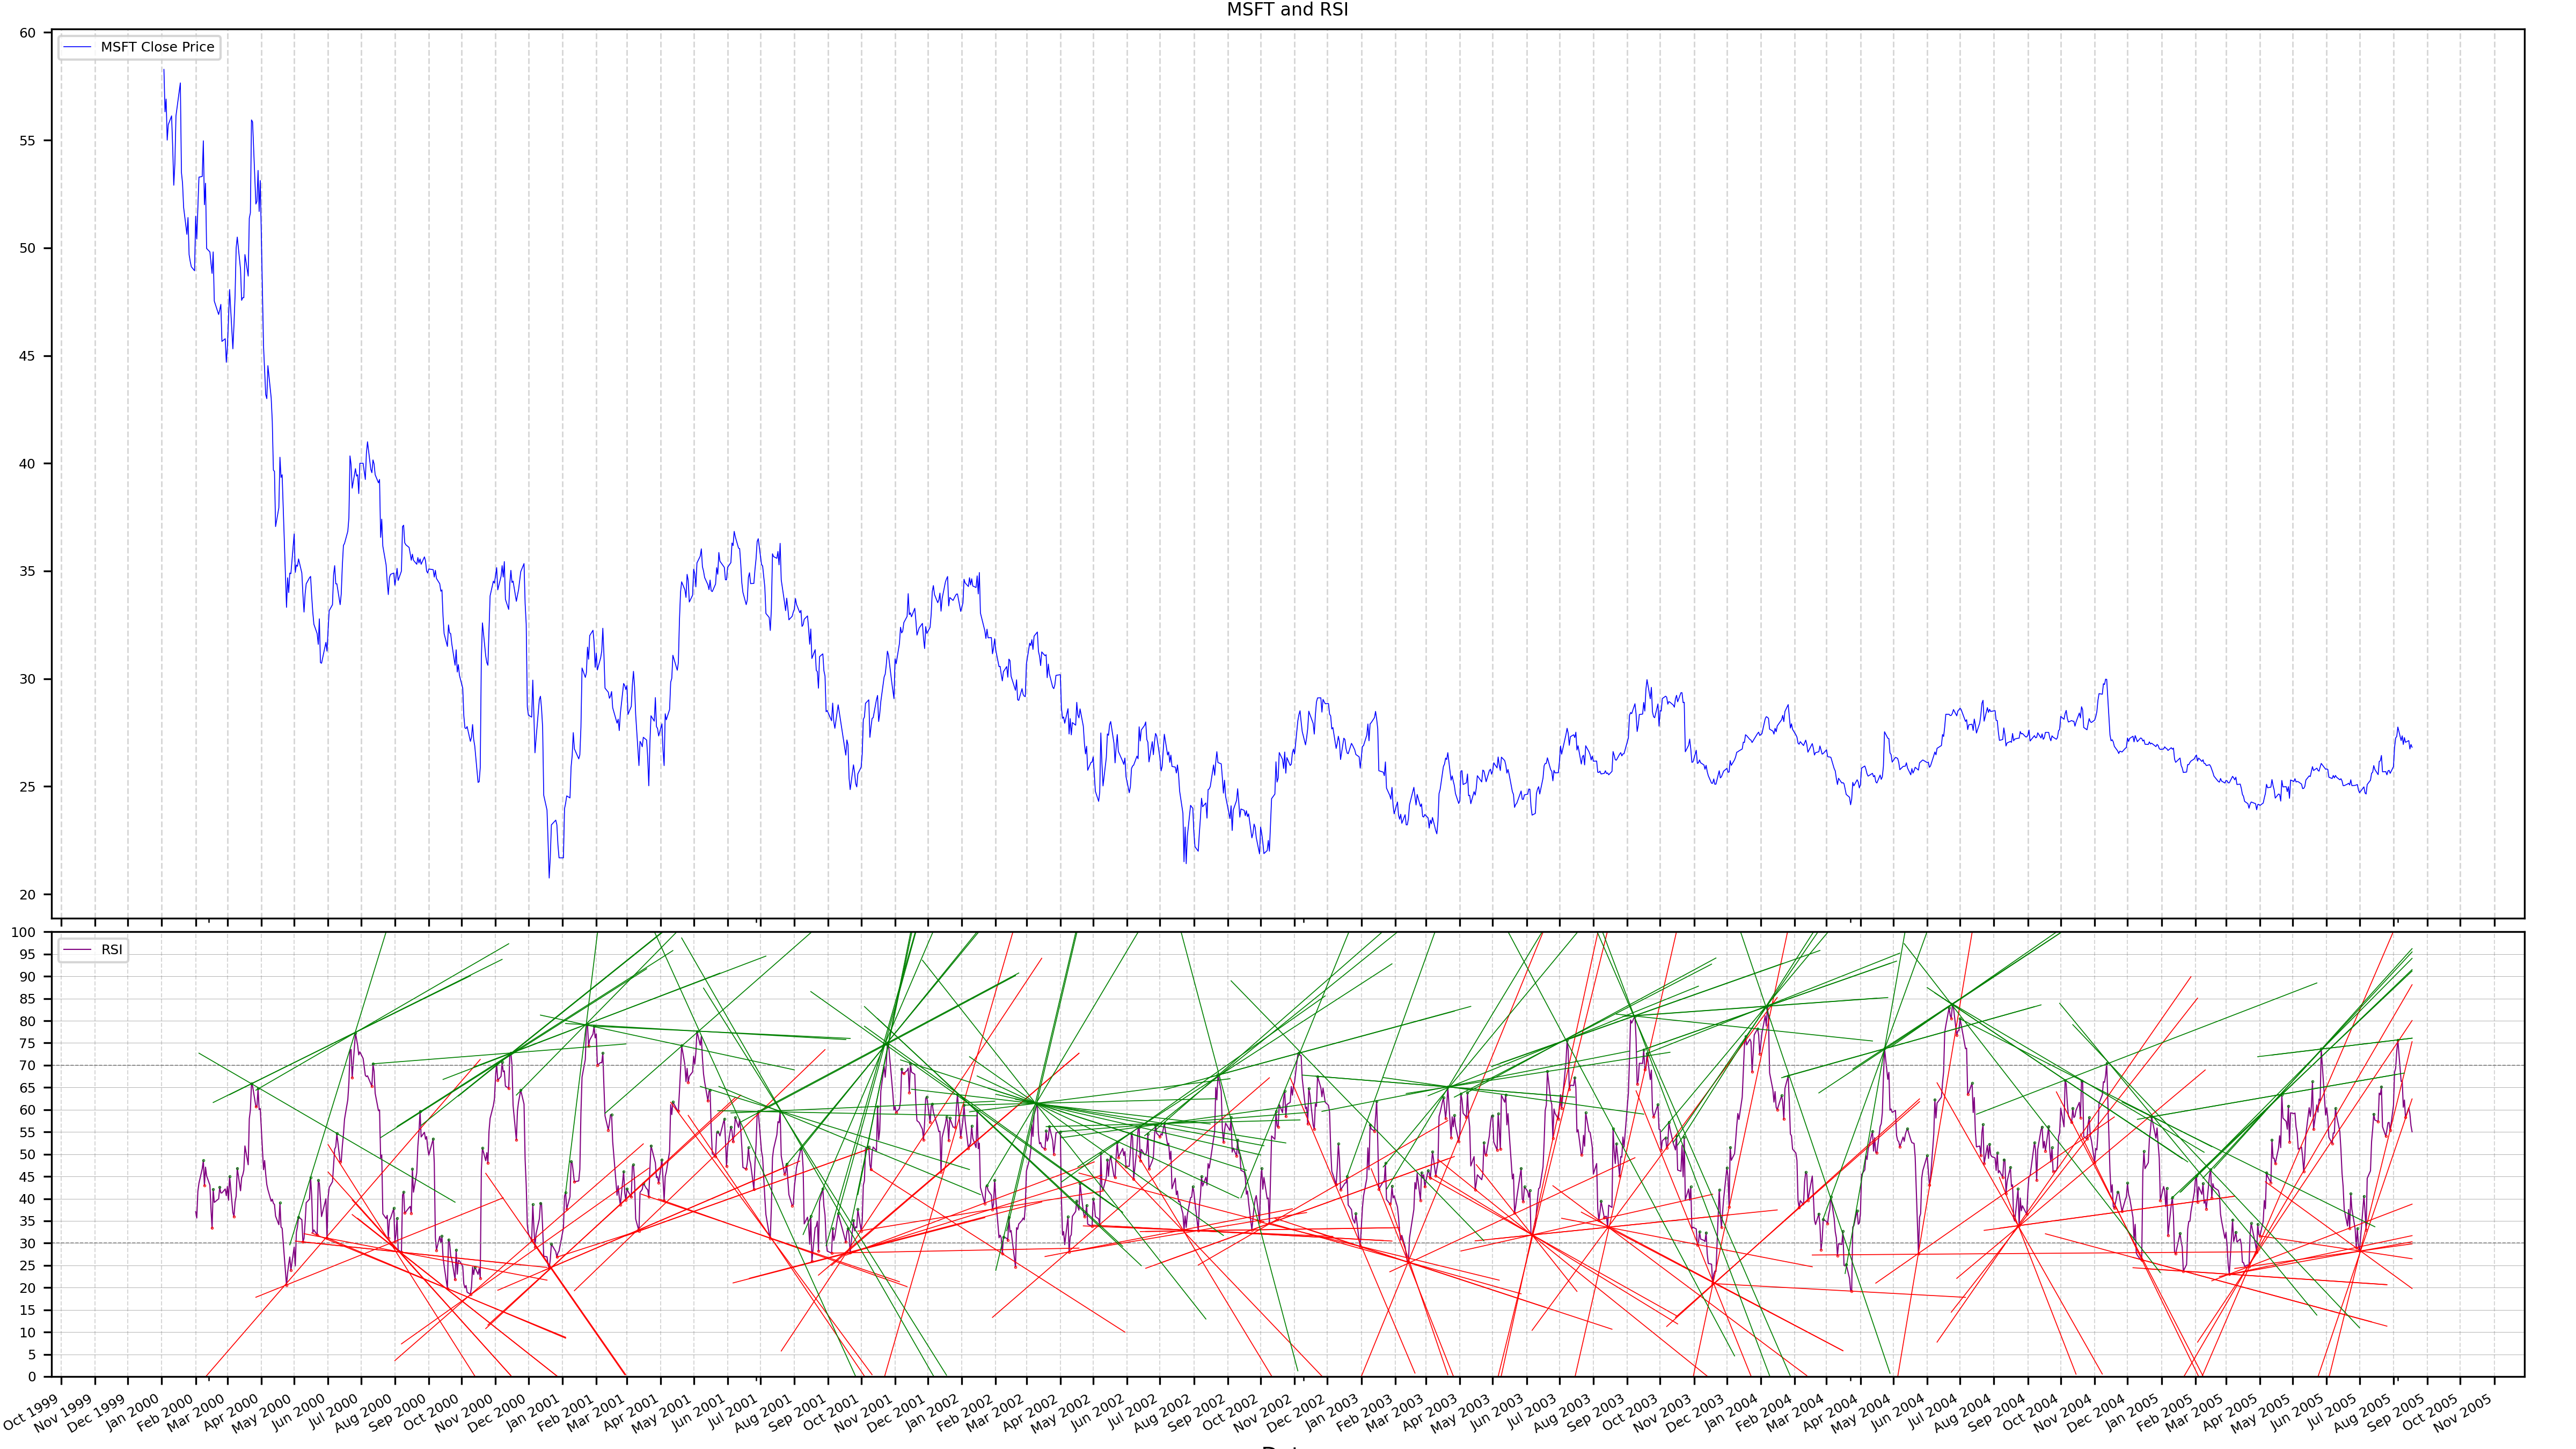 MSFT and RSI
MSFT Close Price
60
55
50
45
40
35
30
25
20
RSI
100
95
90
85
80
75
70
65
60
55
50
45
40
35
30
25
20
15
10
5
0
Oct 1999
Nov 1999
Dec 1999
Jan 2000
Feb 2000
Mar 2000
Apr 2000
May 2000
Jun 2000
Jul 2000
Aug 2000
Sep 2000
Oct 2000
Nov 2000
Dec 2000
Jan 2001
Feb 2001
Mar 2001
Apr 2001
May 2001
Jun 2001
Jul 2001
Aug 2001
Sep 2001
Oct 2001
Nov 2001
Dec 2001
Jan 2002
Feb 2002
Mar 2002
Apr 2002
May 2002
Jun 2002
Jul 2002
Aug 2002
Sep 2002
Oct 2002
Nov 2002
Dec 2002
Jan 2003
Feb 2003
Mar 2003
Apr 2003
May 2003
Jun 2003
Jul 2003
Aug 2003
Sep 2003
Oct 2003
Nov 2003
Dec 2003
Jan 2004
Feb 2004
Mar 2004
Apr 2004
May 2004
Jun 2004
Jul 2004
Aug 2004
Sep 2004
Oct 2004
Nov 2004
Dec 2004
Jan 2005
Feb 2005
Mar 2005
Apr 2005
May 2005
Jun 2005
Jul 2005
Aug 2005
Sep 2005
Oct 2005
Nov 2005